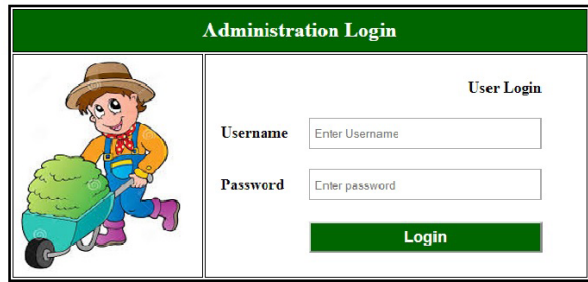 Administration Login
User Login
Username
Enter Username
Password
Enter password
Login